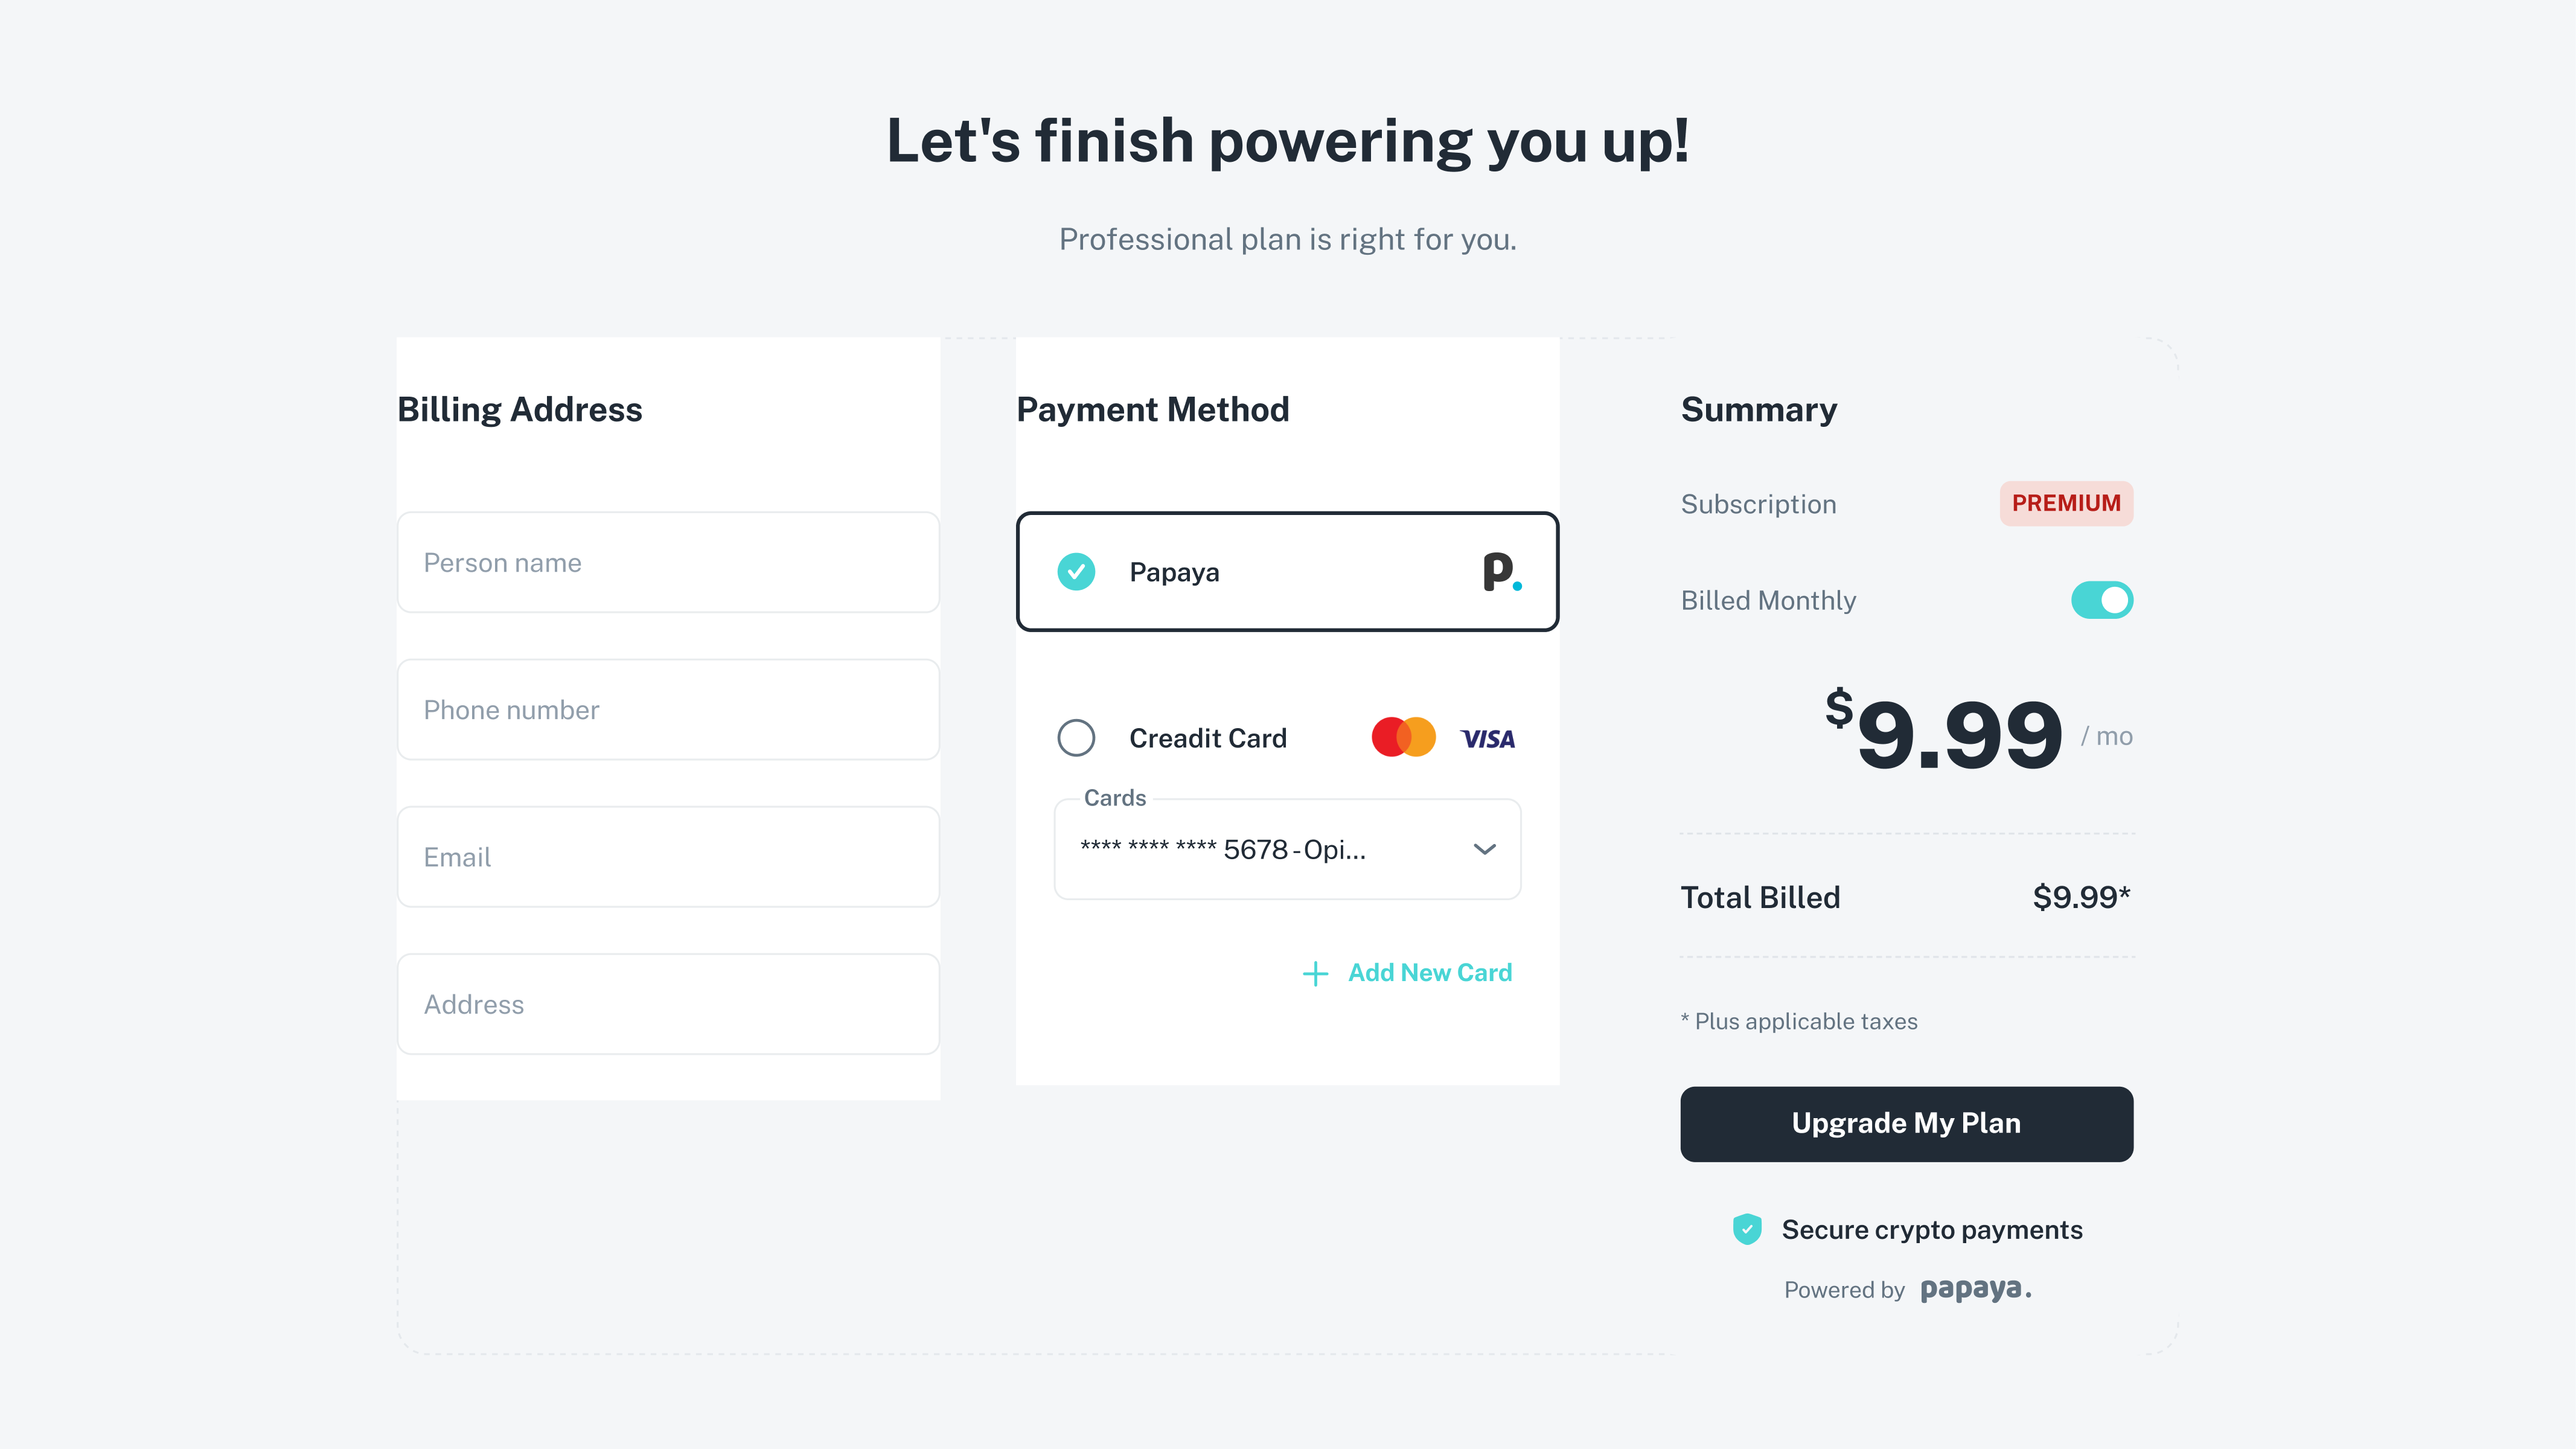 Let's finish powering you up!
Professional plan is right for you.
Billing Address
Person name
Phone number
Email
Address
Payment Method
Papaya
p.
Creadit Card
VISA
Cards
**** **** **** 5678 - Opi...
Add New Card
Summary
Subscription
PREMIUM
Billed Monthly
$9.99 / mo
Total Billed
$9.99*
* Plus applicable taxes
Upgrade My Plan
Secure crypto payments
Powered by papaya.